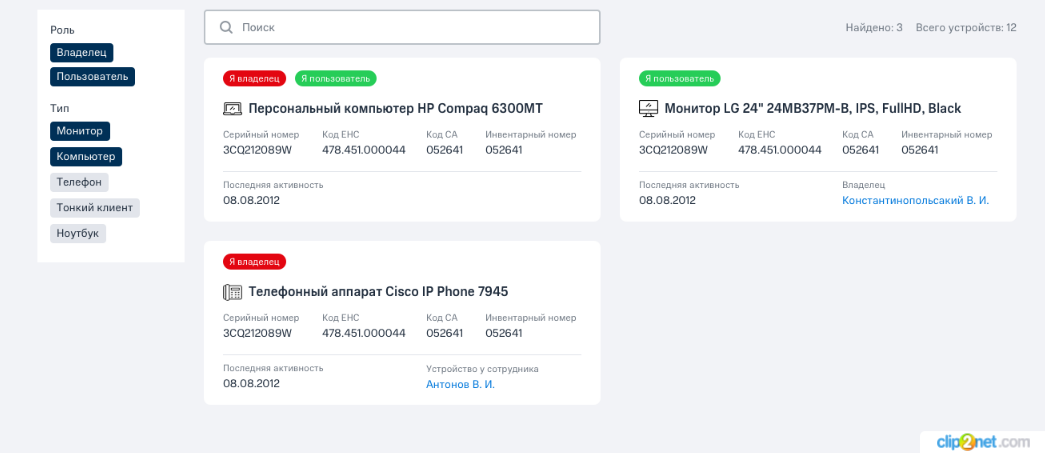 Роль
Владелец
Пользователь
Тип
Монитор
Компьютер
Телефон
Тонкий клиент
Ноутбук
Поиск
Найдено: 3 Всего устройств: 12
Я владелец Я пользователь
Персональный компьютер HP Compaq 6300MT
Серийный номер Код ЕНС Код СА Инвентарный номер
3CQ212089W 478.451.000044 052641 052641
Последняя активность
08.08.2012
Я пользователь
Монитор LG 24" 24MB37PM-B, IPS, FullHD, Black
Серийный номер Код ЕНС Код СА Инвентарный номер
3CQ212089W 478.451.000044 052641 052641
Последняя активность Владелец
08.08.2012 Константинопольсакий В. И.
Я владелец
Телефонный аппарат Cisco IP Phone 7945
Серийный номер Код ЕНС Код СА Инвентарный номер
3CQ212089W 478.451.000044 052641 052641
Последняя активность Устройство у сотрудника
08.08.2012 Антонов В. И.
clip2net.com